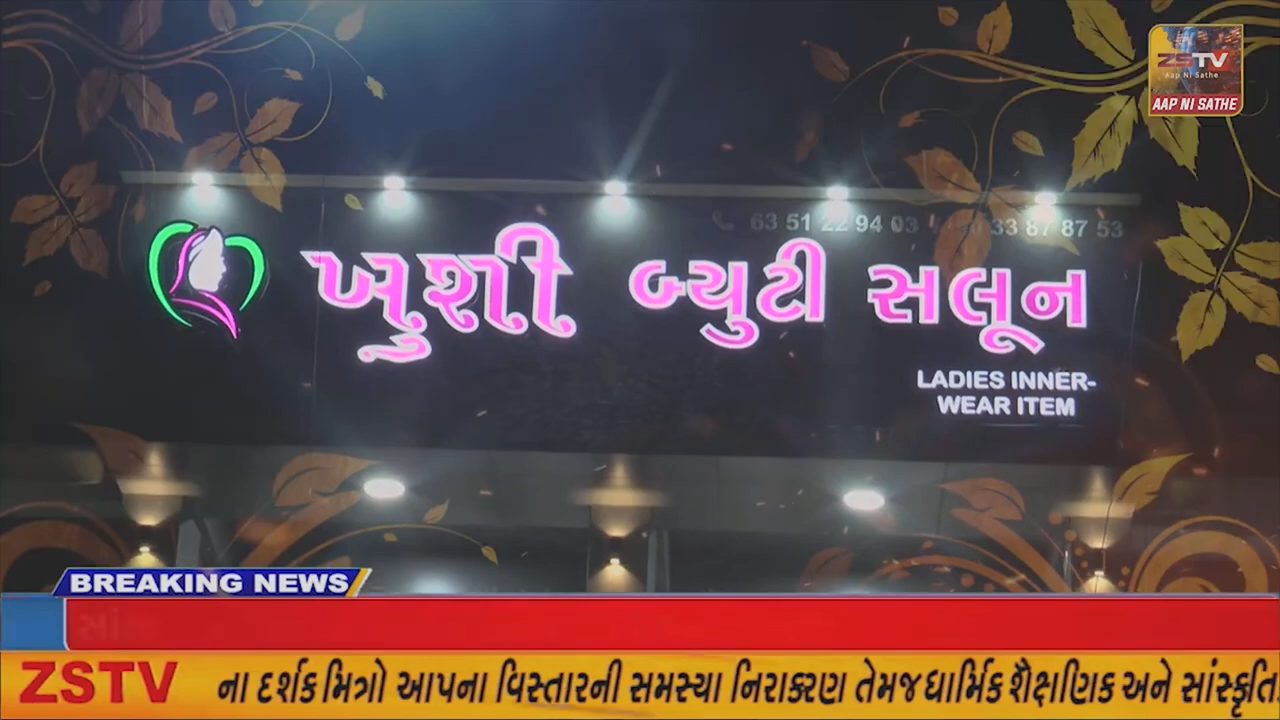 ZSTV
Aap Ni Sathe
AAP NI SATHE
63 51 22 94 03
33 87 87 53
ખુશી બ્યુટી સલૂન
LADIES INNER-
WEAR ITEM
BREAKING NEWS
સાં
ZSTV ના દર્શક મિત્રો આપના વિસ્તારની સમસ્યા નિરાકરણ તેમજ ધાર્મિક શૈક્ષણિક અને સાંસ્કૃતિ